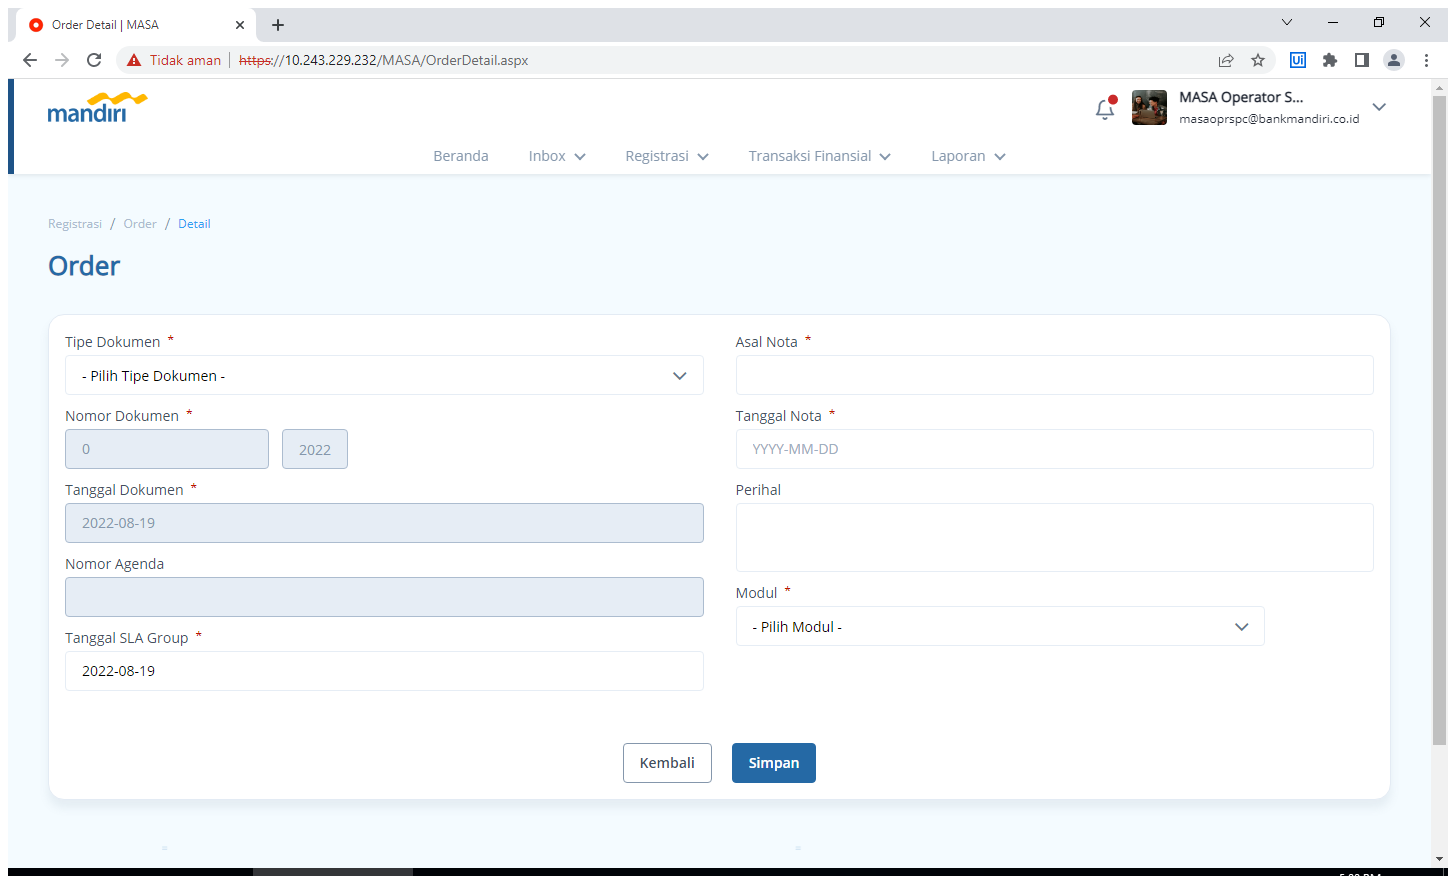 Order Detail | MASA
Tidak aman https://10.243.229.232/MASA/OrderDetail.aspx
Ui
mandiri
MASA Operator S...
masaoprspc@bankmandiri.co.id
Beranda Inbox Registrasi Transaksi Finansial Laporan
Registrasi / Order / Detail
Order
Tipe Dokumen *
- Pilih Tipe Dokumen -
Nomor Dokumen *
0 2022
Tanggal Dokumen *
2022-08-19
Nomor Agenda
Tanggal SLA Group *
2022-08-19
Asal Nota *
Tanggal Nota *
YYYY-MM-DD
Perihal
Modul *
- Pilih Modul -
Kembali Simpan